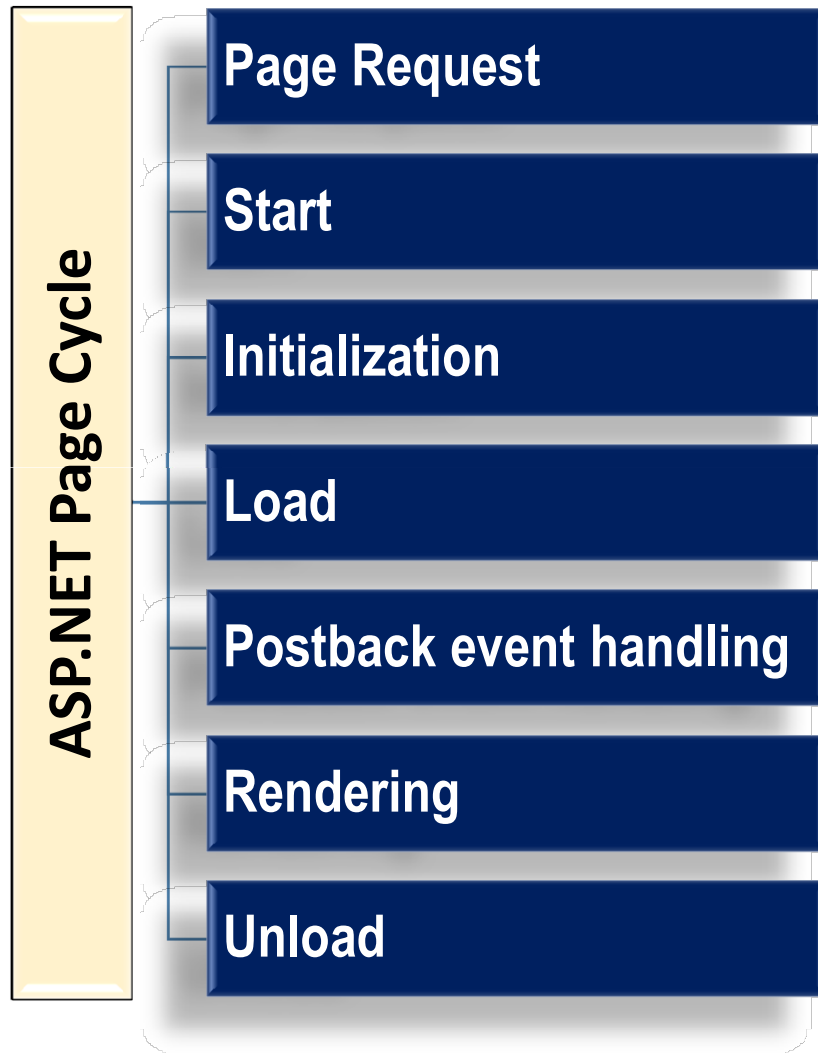 ASP.NET Page Cycle
Page Request
Start
Initialization
Load
Postback event handling
Rendering
Unload